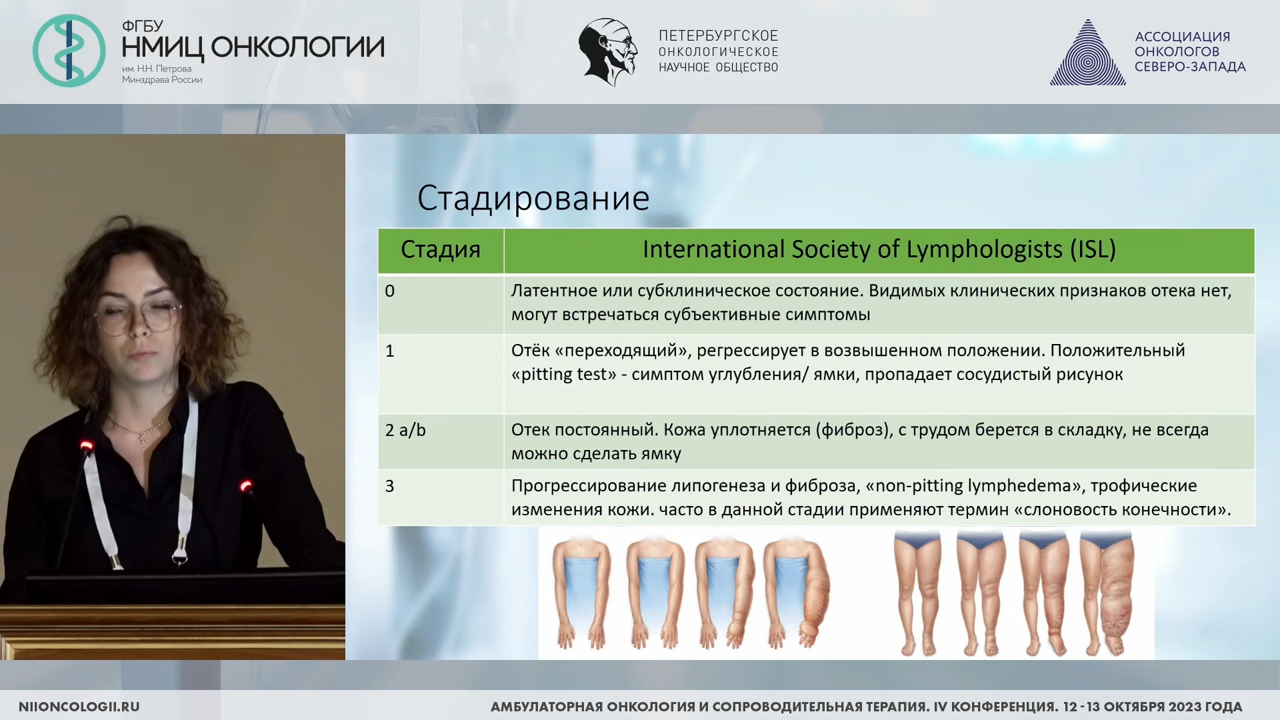 ФГБУ
НМИЦ ОНКОЛОГИИ
им. Н.Н. Петрова
Минздрава России
ПЕТЕРБУРГСКОЕ
ОНКОЛОГИЧЕСКОЕ
НАУЧНОЕ ОБЩЕСТВО
АССОЦИАЦИЯ
ОНКОЛОГОВ
СЕВЕРО-ЗАПАДА
Стадирование
Стадия International Society of Lymphologists (ISL)
0 Латентное или субклиническое состояние. Видимых клинических признаков отека нет,
могут встречаться субъективные симптомы
1 Отёк «переходящий», регрессирует в возвышенном положении. Положительный
«pitting test» - симптом углубления/ ямки, пропадает сосудистый рисунок
2 a/b Отек постоянный. Кожа уплотняется (фиброз), с трудом берется в складку, не всегда
можно сделать ямку
3 Прогрессирование липогенеза и фиброза, «non-pitting lymphedema», трофические
изменения кожи. часто в данной стадии применяют термин «слоновость конечности».
NIIONCOLOGII.RU
АМБУЛАТОРНАЯ ОНКОЛОГИЯ И СОПРОВОДИТЕЛЬНАЯ ТЕРАПИЯ. IV КОНФЕРЕНЦИЯ. 12 - 13 ОКТЯБРЯ 2023 ГОДА